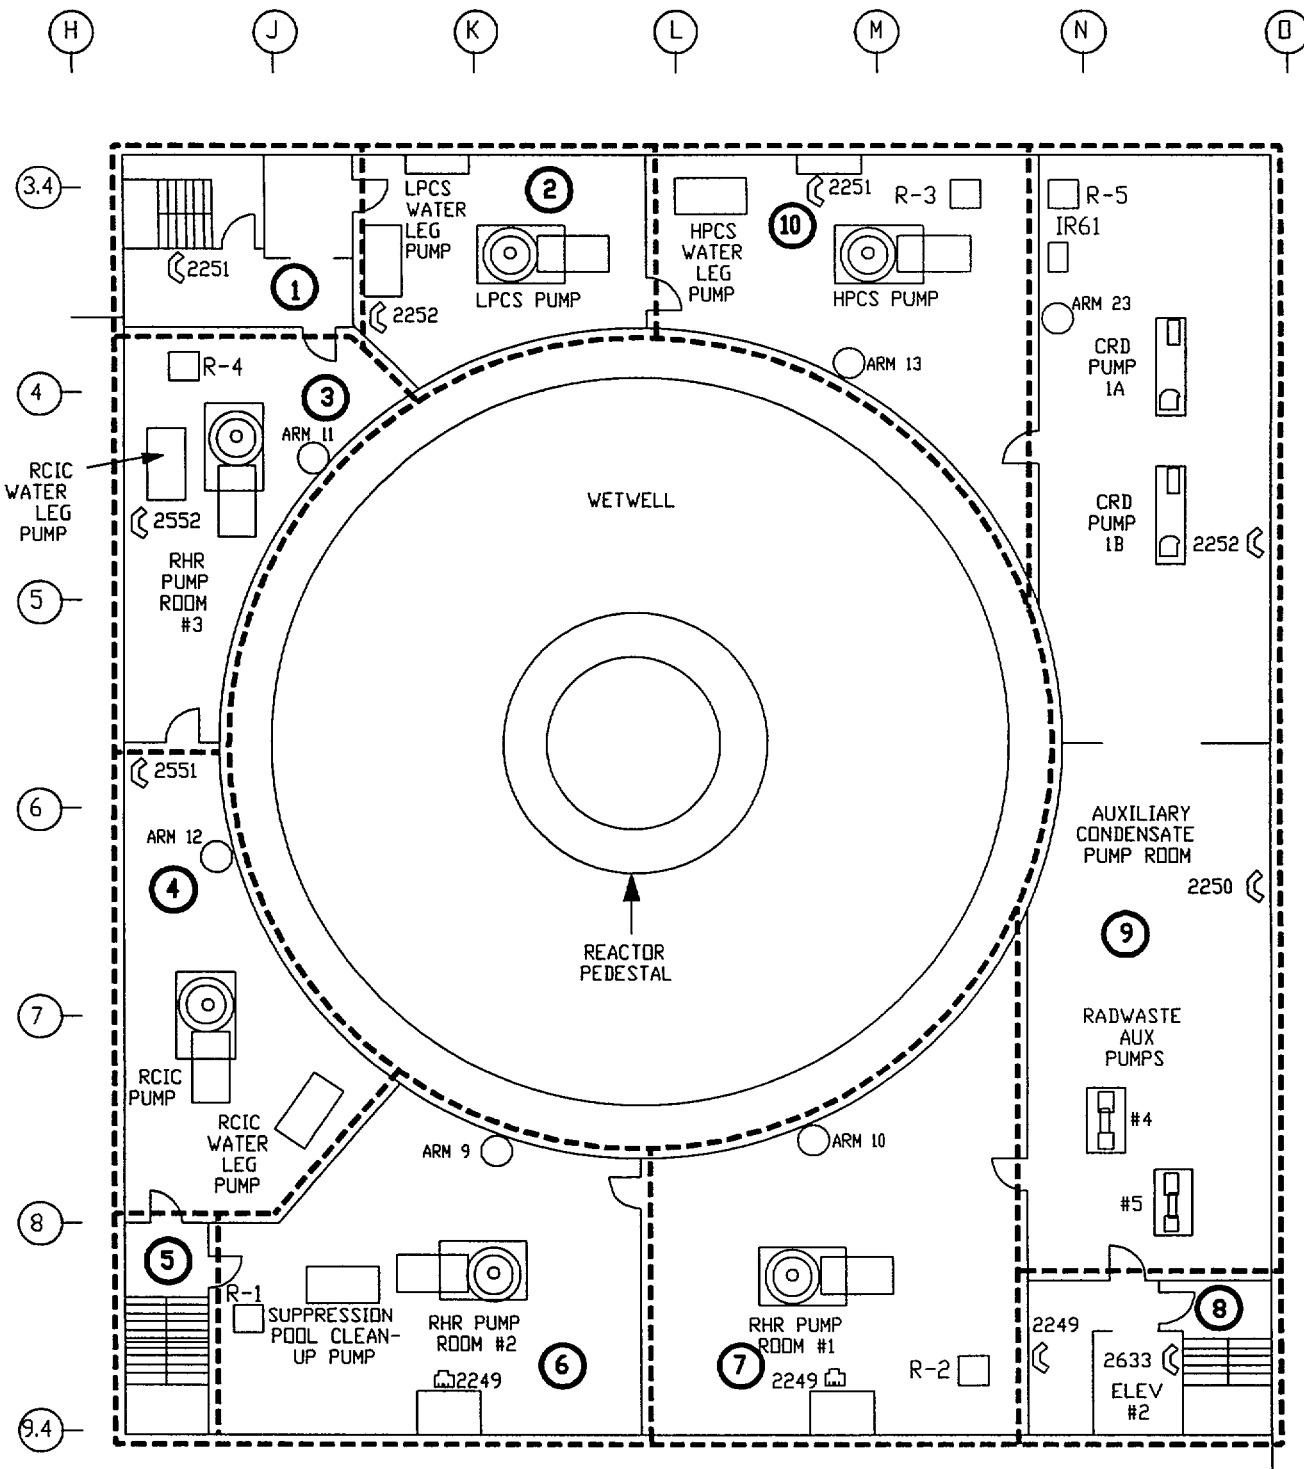 H J K L M N O
3.4
4
5
6
7
8
9.4
2251
1
LPCS
WATER
LEG
PUMP
2
LPCS PUMP
2252
HPCS
WATER
LEG
PUMP
2251
10
R-3
HPCS PUMP
ARM 13
R-5
IR61
ARM 23
CRD
PUMP
1A
CRD
PUMP
1B
2252
R-4
3
ARM 11
RCIC
WATER
LEG
PUMP
2552
RHR
PUMP
ROOM
#3
WETWELL
2551
ARM 12
4
REACTOR
PEDESTAL
AUXILIARY
CONDENSATE
PUMP ROOM
2250
9
RADWASTE
AUX
PUMPS
#4
#5
RCIC
PUMP
RCIC
WATER
LEG
PUMP
ARM 9
ARM 10
5
R-1
SUPPRESSION
POOL CLEAN-
UP PUMP
RHR PUMP
ROOM #2
2249
6
RHR PUMP
ROOM #1
7
2249
R-2
8
2249
2633
ELEV
#2